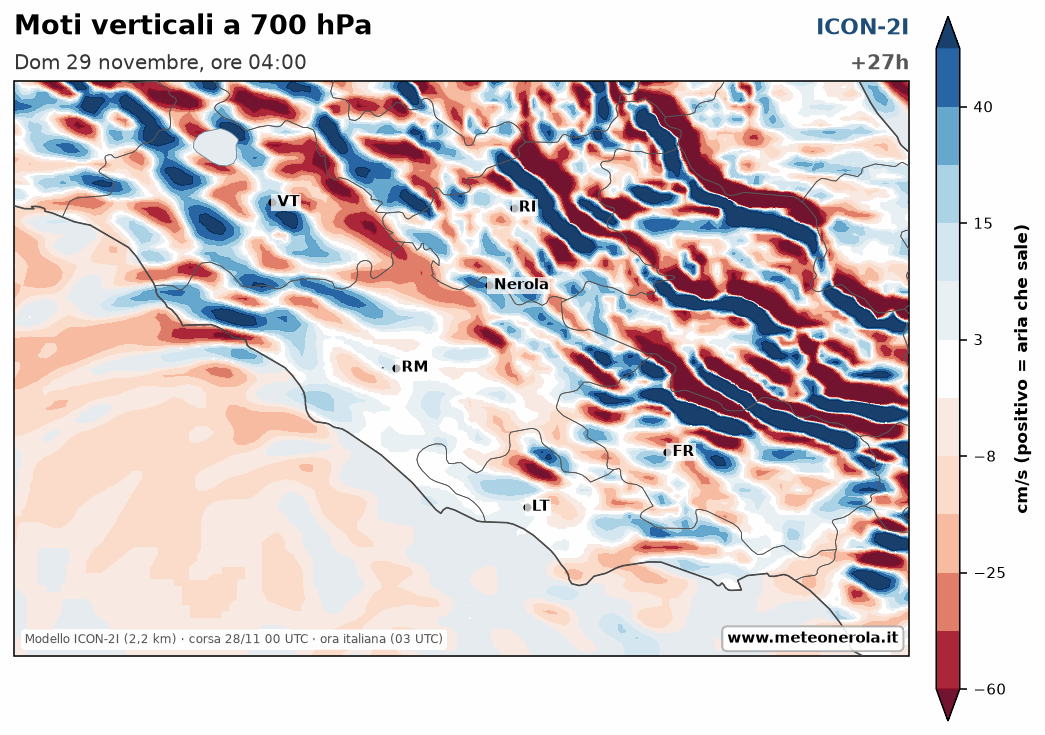 Moti verticali a 700 hPa
ICON-2I
Dom 29 novembre, ore 04:00
+27h
VT
RI
Nerola
RM
FR
LT
40
15
3
−8
−25
−60
cm/s (positivo = aria che sale)
Modello ICON-2I (2,2 km) · corsa 28/11 00 UTC · ora italiana (03 UTC)
www.meteonerola.it